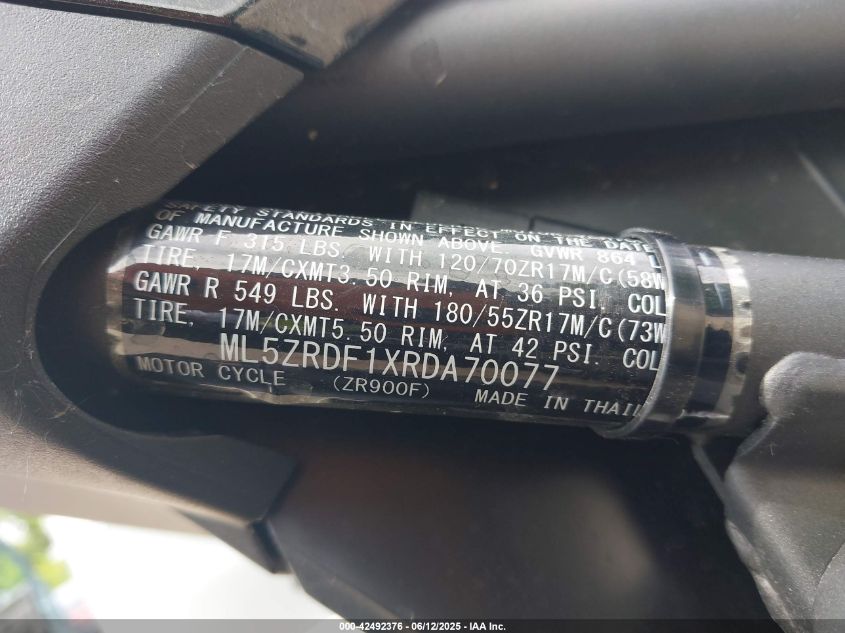 SAFETY STANDARDS IN EFFECT ON THE DATE
OF MANUFACTURE SHOWN ABOVE. GVWR 864
GAWR F 315 LBS. WITH 120/70ZR17M/C(58W
TIRE, 17M/CXMT3.50 RIM, AT 36 PSI. COL
GAWR R 549 LBS. WITH 180/55ZR17M/C(73W
TIRE, 17M/CXMT5.50 RIM, AT 42 PSI. COL
ML5ZRDF1XRDA70077
MOTOR CYCLE (ZR900F) MADE IN THAIL
000-42492376 - 06/12/2025 - IAA Inc.